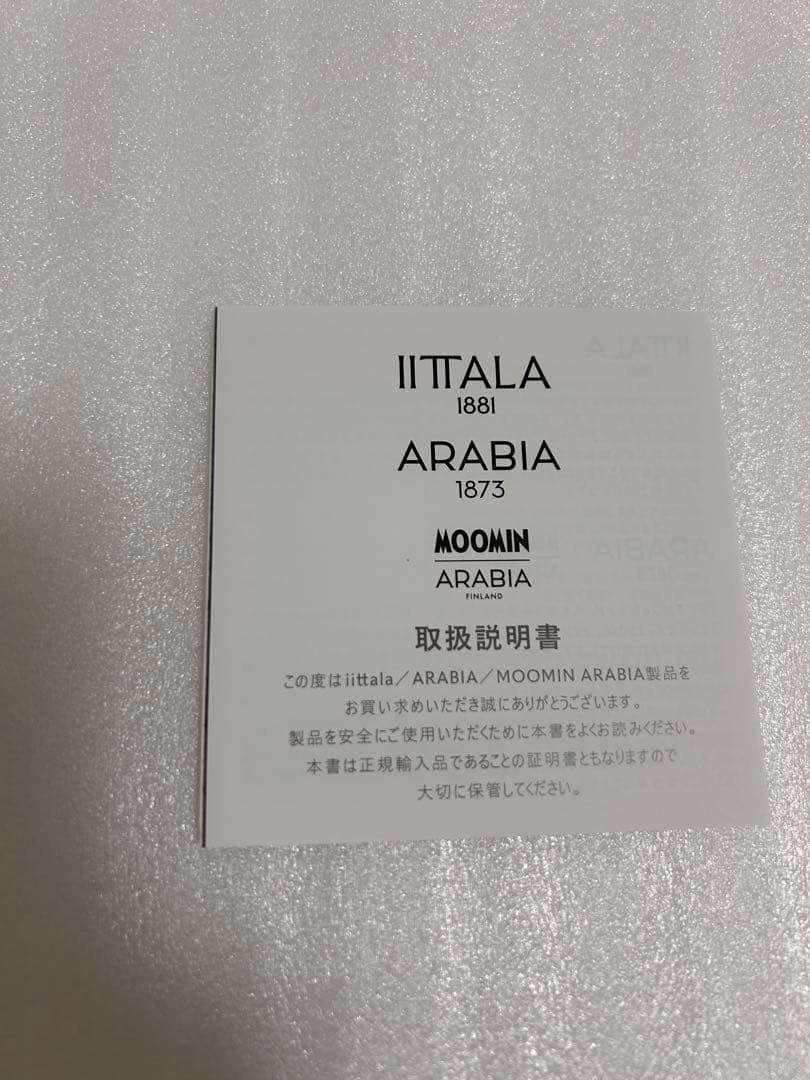 IITTALA
1881
ARABIA
1873
MOOMIN
ARABIA
FINLAND
取扱説明書
この度はiittala／ARABIA／MOOMIN ARABIA製品を
お買い求めいただき誠にありがとうございます。
製品を安全にご使用いただくために本書をよくお読みください。
本書は正規輸入品であることの証明書ともなりますので
大切に保管してください。